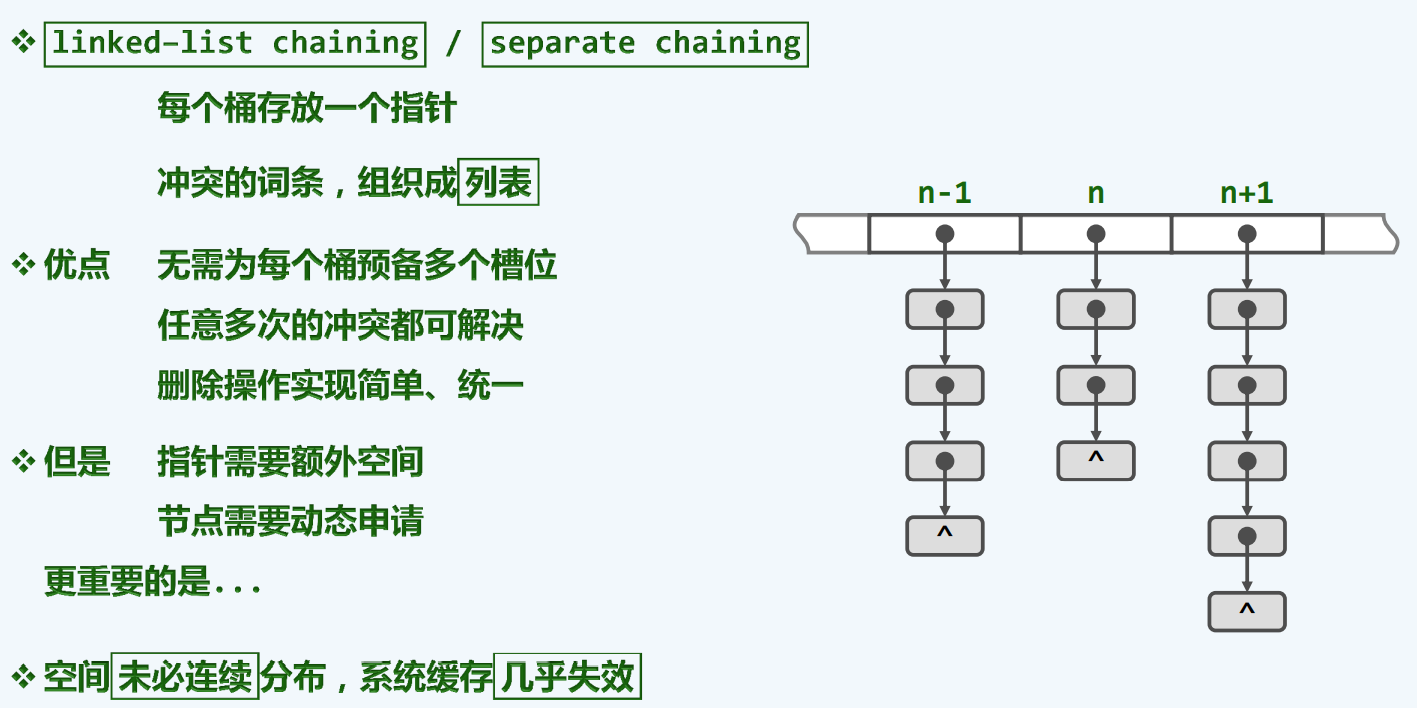 ❖ linked-list chaining / separate chaining
每个桶存放一个指针
冲突的词条，组织成列表
❖ 优点 无需为每个桶预备多个槽位
任意多次的冲突都可解决
删除操作实现简单、统一
❖ 但是 指针需要额外空间
节点需要动态申请
更重要的是...
❖ 空间未必连续分布，系统缓存几乎失效
n-1 n n+1
^
^
^